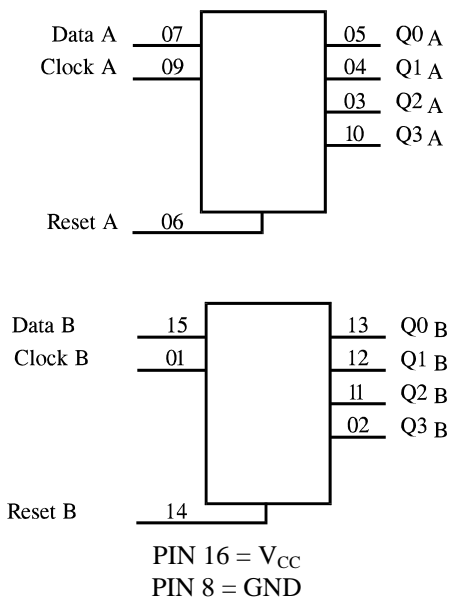 Data A 07 05 Q0 A
Clock A 09 04 Q1 A
03 Q2 A
10 Q3 A
Reset A 06
Data B 15 13 Q0 B
Clock B 01 12 Q1 B
11 Q2 B
02 Q3 B
Reset B 14
PIN 16 = VCC
PIN 8 = GND